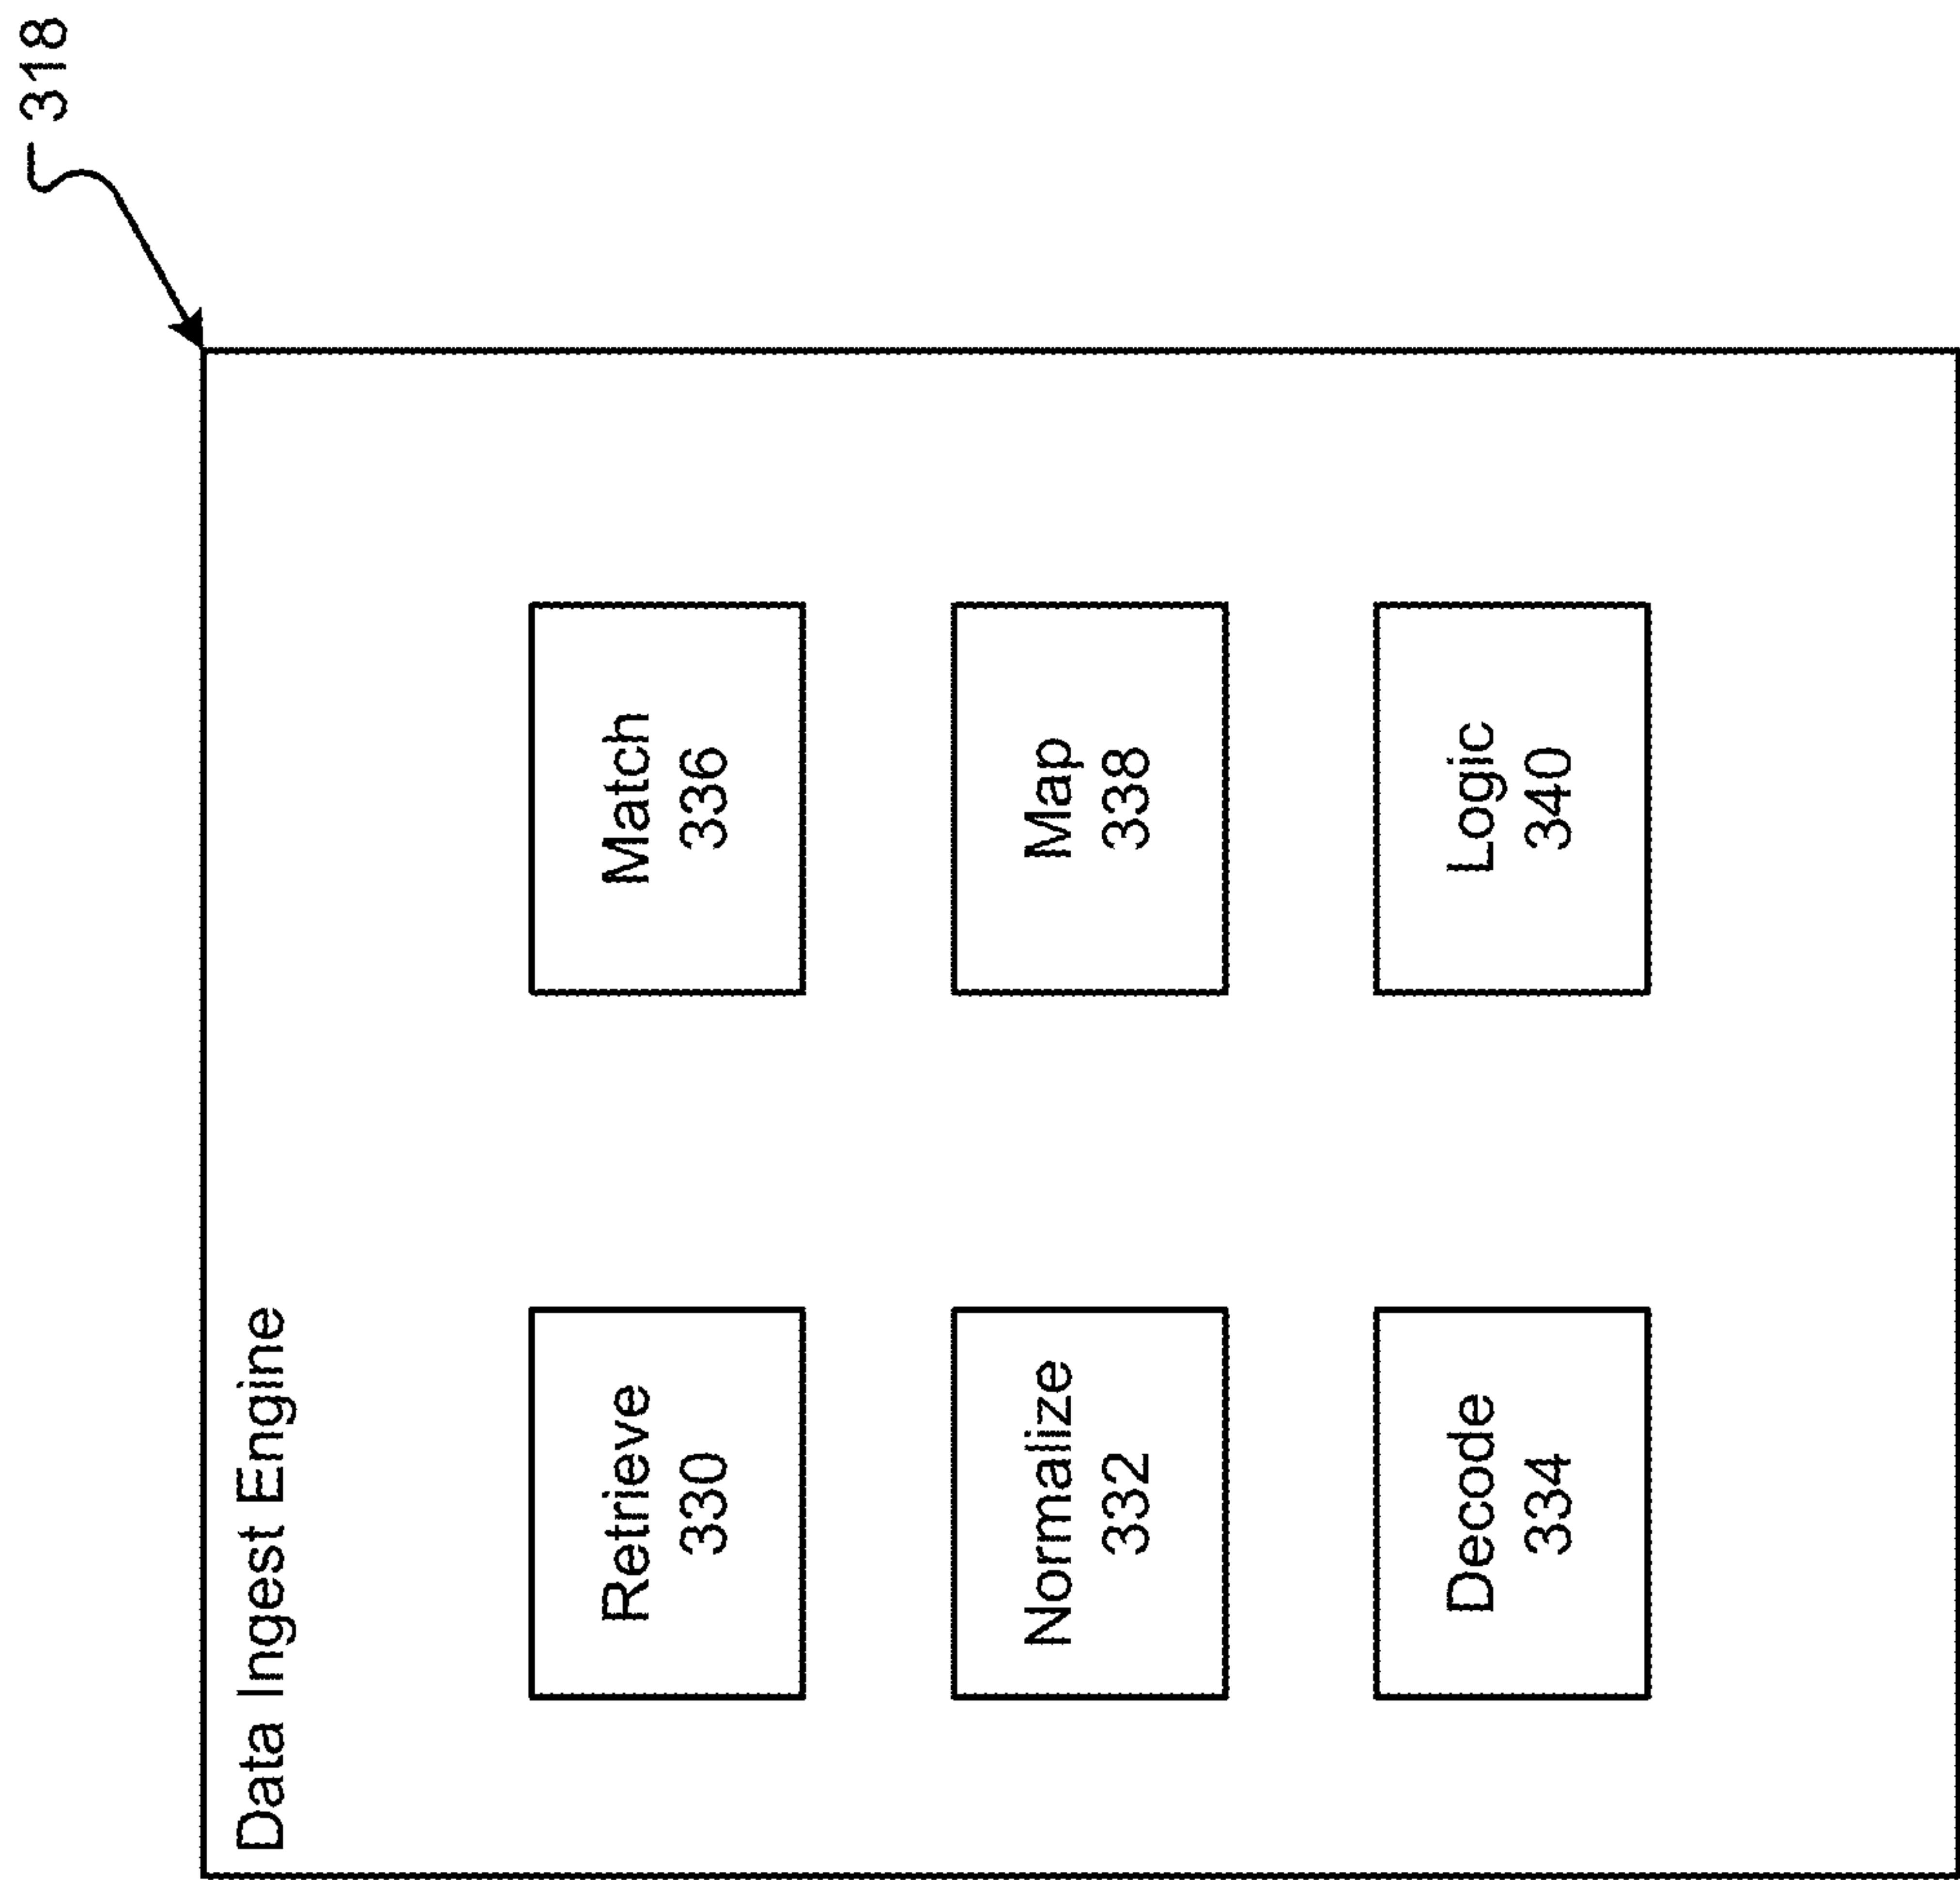 318
Data Ingest Engine
Retrieve
330
Normalize
332
Decode
334
Match
336
Map
338
Logic
340